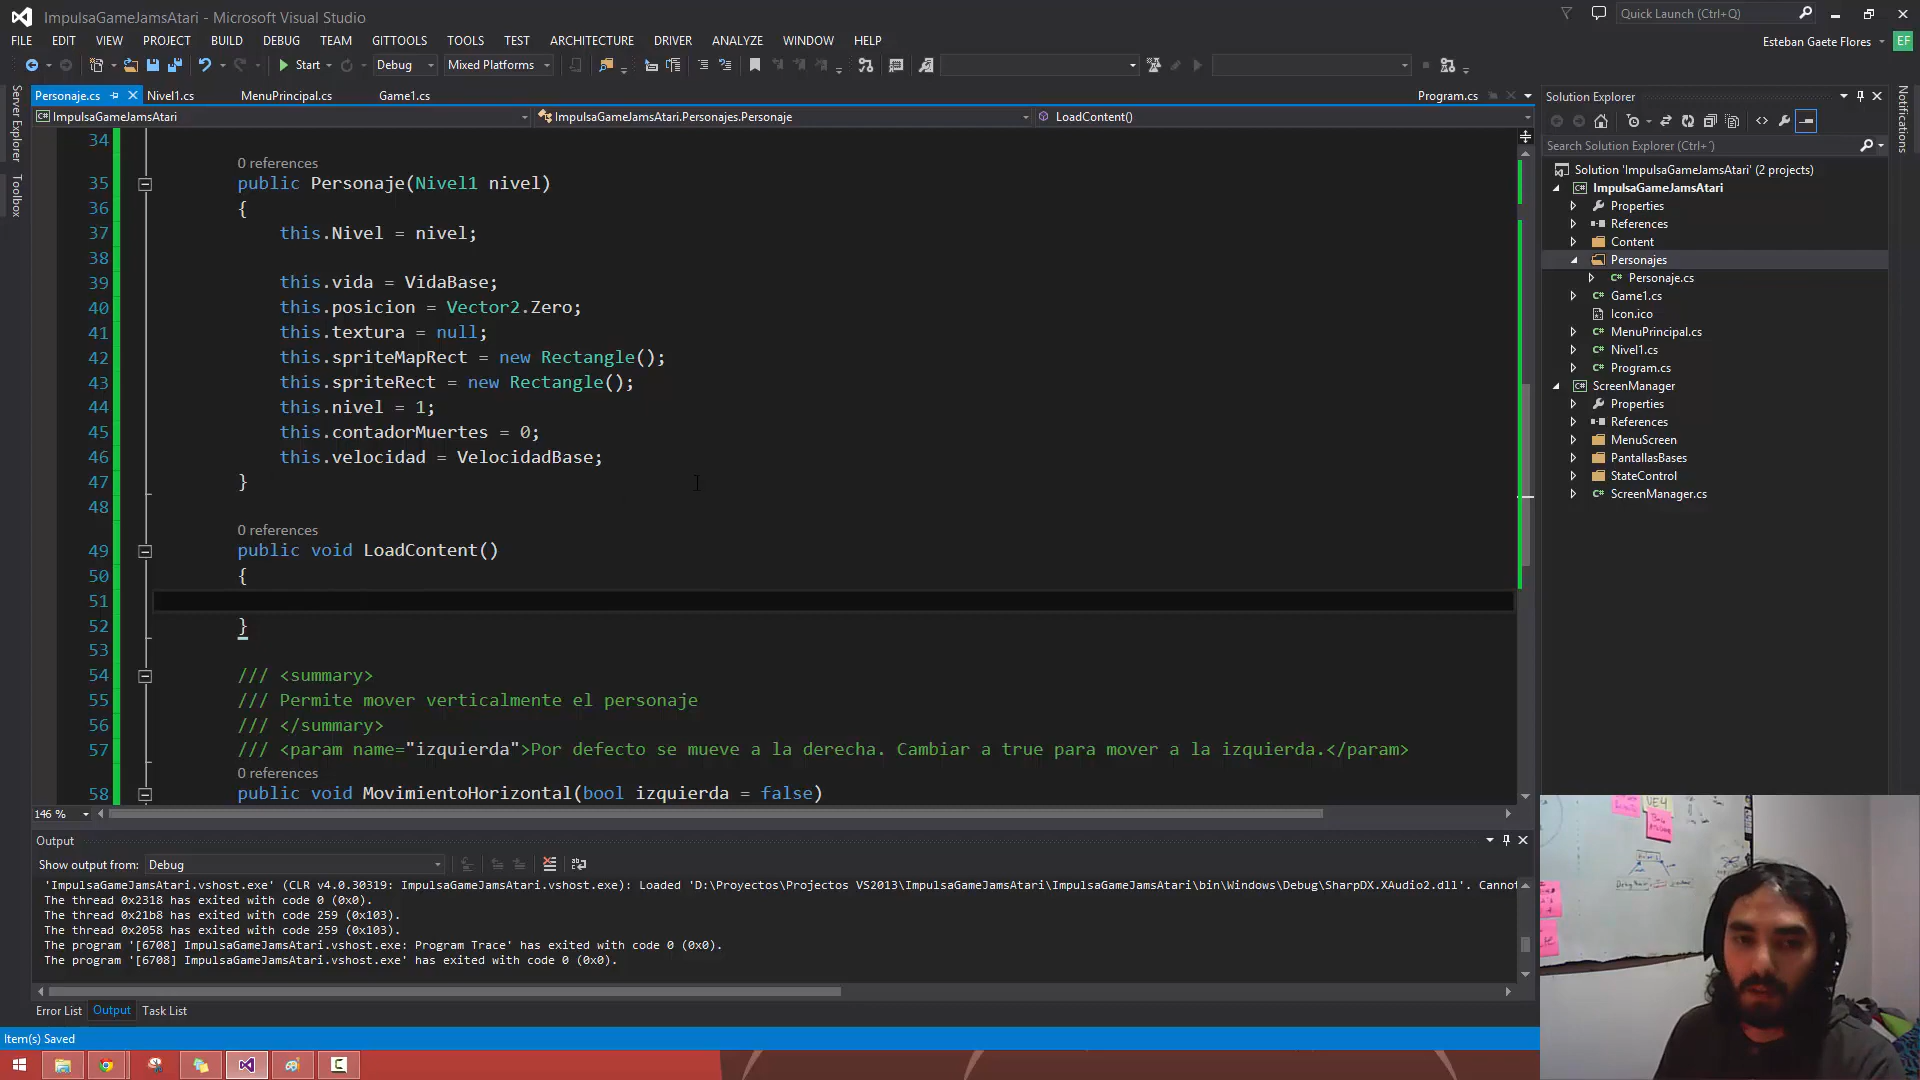 ImpulsaGameJamsAtari - Microsoft Visual Studio
Quick Launch (Ctrl+Q)
FILE EDIT VIEW PROJECT BUILD DEBUG TEAM GITTOOLS TOOLS TEST ARCHITECTURE DRIVER ANALYZE WINDOW HELP
Esteban Gaete Flores EF
Start Debug Mixed Platforms
Personaje.cs Nivel1.cs MenuPrincipal.cs Game1.cs Program.cs
ImpulsaGameJamsAtari ImpulsaGameJamsAtari.Personajes.Personaje LoadContent()
Server Explorer
Toolbox
34
0 references
35 public Personaje(Nivel1 nivel)
36 {
37 this.Nivel = nivel;
38
39 this.vida = VidaBase;
40 this.posicion = Vector2.Zero;
41 this.textura = null;
42 this.spriteMapRect = new Rectangle();
43 this.spriteRect = new Rectangle();
44 this.nivel = 1;
45 this.contadorMuertes = 0;
46 this.velocidad = VelocidadBase;
47 }
48
0 references
49 public void LoadContent()
50 {
51
52 }
53
54 /// <summary>
55 /// Permite mover verticalmente el personaje
56 /// </summary>
57 /// <param name="izquierda">Por defecto se mueve a la derecha. Cambiar a true para mover a la izquierda.</param>
0 references
58 public void MovimientoHorizontal(bool izquierda = false)
146 %
Output
Show output from: Debug
'ImpulsaGameJamsAtari.vshost.exe' (CLR v4.0.30319: ImpulsaGameJamsAtari.vshost.exe): Loaded 'D:\Proyectos\Projectos VS2013\ImpulsaGameJamsAtari\ImpulsaGameJamsAtari\bin\Windows\Debug\SharpDX.XAudio2.dll'. Cannot
The thread 0x2318 has exited with code 0 (0x0).
The thread 0x21b8 has exited with code 259 (0x103).
The thread 0x2058 has exited with code 259 (0x103).
The program '[6708] ImpulsaGameJamsAtari.vshost.exe: Program Trace' has exited with code 0 (0x0).
The program '[6708] ImpulsaGameJamsAtari.vshost.exe' has exited with code 0 (0x0).
Error List Output Task List
Item(s) Saved
Solution Explorer
Search Solution Explorer (Ctrl+¨)
Solution 'ImpulsaGameJamsAtari' (2 projects)
ImpulsaGameJamsAtari
Properties
References
Content
Personajes
Personaje.cs
Game1.cs
Icon.ico
MenuPrincipal.cs
Nivel1.cs
Program.cs
ScreenManager
Properties
References
MenuScreen
PantallasBases
StateControl
ScreenManager.cs
Notifications
UE4